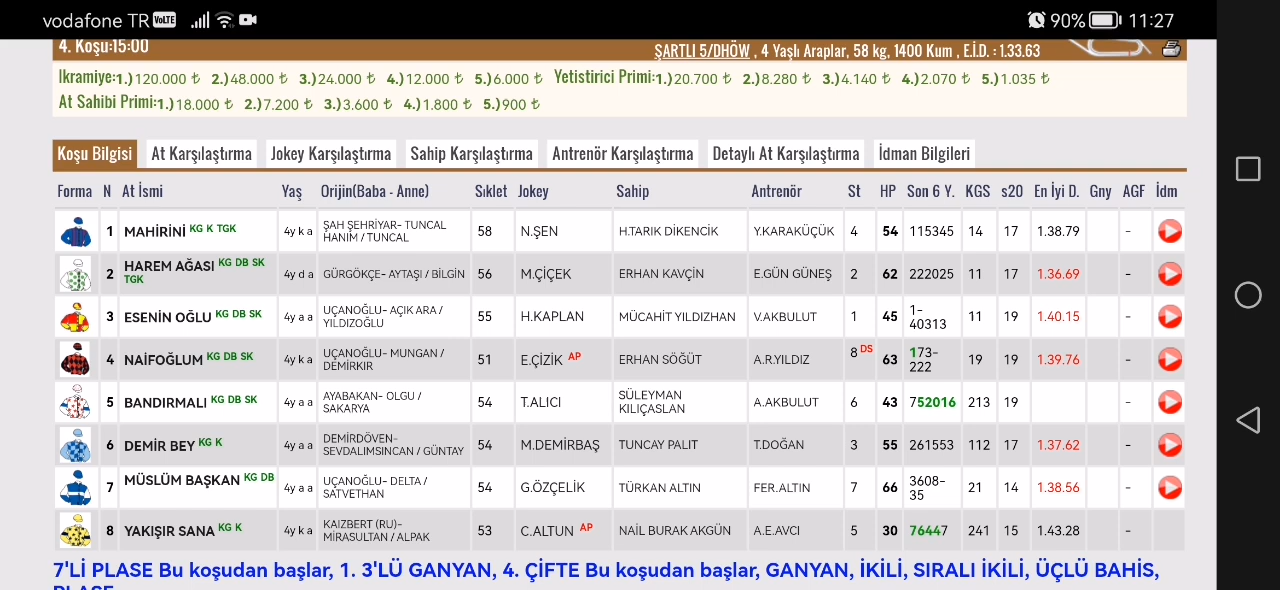 vodafone TR VoLTE 90% 11:27
4. Koşu:15:00 ŞARTLI 5/DHÖW , 4 Yaşlı Araplar, 58 kg, 1400 Kum , E.İ.D. : 1.33.63
Ikramiye:1.)120.000 ₺ 2.)48.000 ₺ 3.)24.000 ₺ 4.)12.000 ₺ 5.)6.000 ₺ Yetistirici Primi:1.)20.700 ₺ 2.)8.280 ₺ 3.)4.140 ₺ 4.)2.070 ₺ 5.)1.035 ₺
At Sahibi Primi:1.)18.000 ₺ 2.)7.200 ₺ 3.)3.600 ₺ 4.)1.800 ₺ 5.)900 ₺
Koşu Bilgisi At Karşılaştırma Jokey Karşılaştırma Sahip Karşılaştırma Antrenör Karşılaştırma Detaylı At Karşılaştırma İdman Bilgileri
Forma N At İsmi Yaş Orijin(Baba - Anne) Sıklet Jokey Sahip Antrenör St HP Son 6 Y. KGS s20 En İyi D. Gny AGF İdm
1 MAHİRİNİ KG K TGK 4y k a ŞAH ŞEHRİYAR- TUNCAL HANIM / TUNCAL 58 N.ŞEN H.TARIK DİKENCİK Y.KARAKÜÇÜK 4 54 115345 14 17 1.38.79 -
2 HAREM AĞASI KG DB SK TGK 4y d a GÜRGÖKÇE- AYTAŞI / BİLGİN 56 M.ÇİÇEK ERHAN KAVÇİN E.GÜN GÜNEŞ 2 62 222025 11 17 1.36.69 -
3 ESENİN OĞLU KG DB SK 4y a a UÇANOĞLU- AÇIK ARA / YILDIZOĞLU 55 H.KAPLAN MÜCAHİT YILDIZHAN V.AKBULUT 1 45 1-40313 11 19 1.40.15 -
4 NAİFOĞLUM KG DB SK 4y k a UÇANOĞLU- MUNGAN / DEMİRKIR 51 E.ÇİZİK AP ERHAN SÖĞÜT A.R.YILDIZ 8 DS 63 173-222 19 19 1.39.76 -
5 BANDIRMALI KG DB SK 4y a a AYABAKAN- OLGU / SAKARYA 54 T.ALICI SÜLEYMAN KILIÇASLAN A.AKBULUT 6 43 752016 213 19 -
6 DEMİR BEY KG K 4y a a DEMİRDÖVEN- SEVDALIMSINCAN / GÜNTAY 54 M.DEMİRBAŞ TUNCAY PALIT T.DOĞAN 3 55 261553 112 17 1.37.62 -
7 MÜSLÜM BAŞKAN KG DB 4y a a UÇANOĞLU- DELTA / SATVETHAN 54 G.ÖZÇELİK TÜRKAN ALTIN FER.ALTIN 7 66 3608-35 21 14 1.38.56 -
8 YAKIŞIR SANA KG K 4y k a KAIZBERT (RU)- MİRASULTAN / ALPAK 53 C.ALTUN AP NAİL BURAK AKGÜN A.E.AVCI 5 30 76447 241 15 1.43.28 -
7'Lİ PLASE Bu koşudan başlar, 1. 3'LÜ GANYAN, 4. ÇİFTE Bu koşudan başlar, GANYAN, İKİLİ, SIRALI İKİLİ, ÜÇLÜ BAHİS,
PLASE